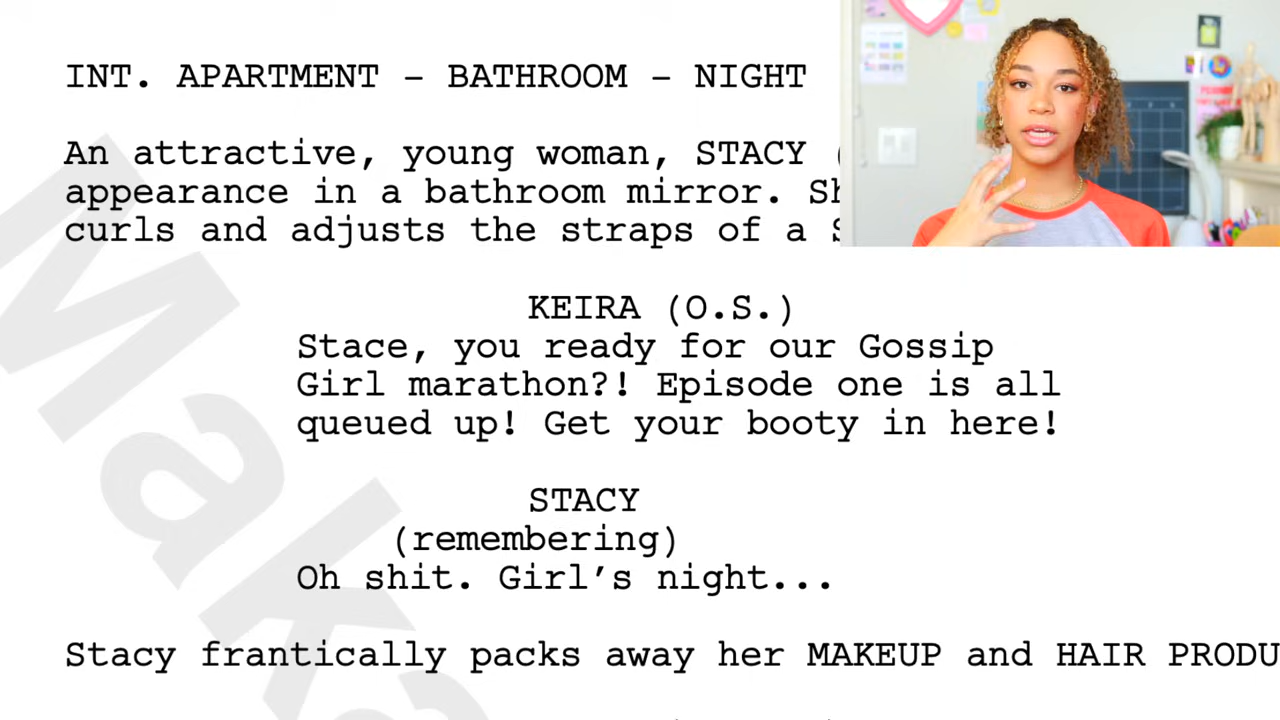 INT. APARTMENT – BATHROOM – NIGHT
An attractive, young woman, STACY (
appearance in a bathroom mirror. Sh
curls and adjusts the straps of a S
KEIRA (O.S.)
Stace, you ready for our Gossip
Girl marathon?! Episode one is all
queued up! Get your booty in here!
STACY
(remembering)
Oh shit. Girl’s night...
Stacy frantically packs away her MAKEUP and HAIR PRODU
Make